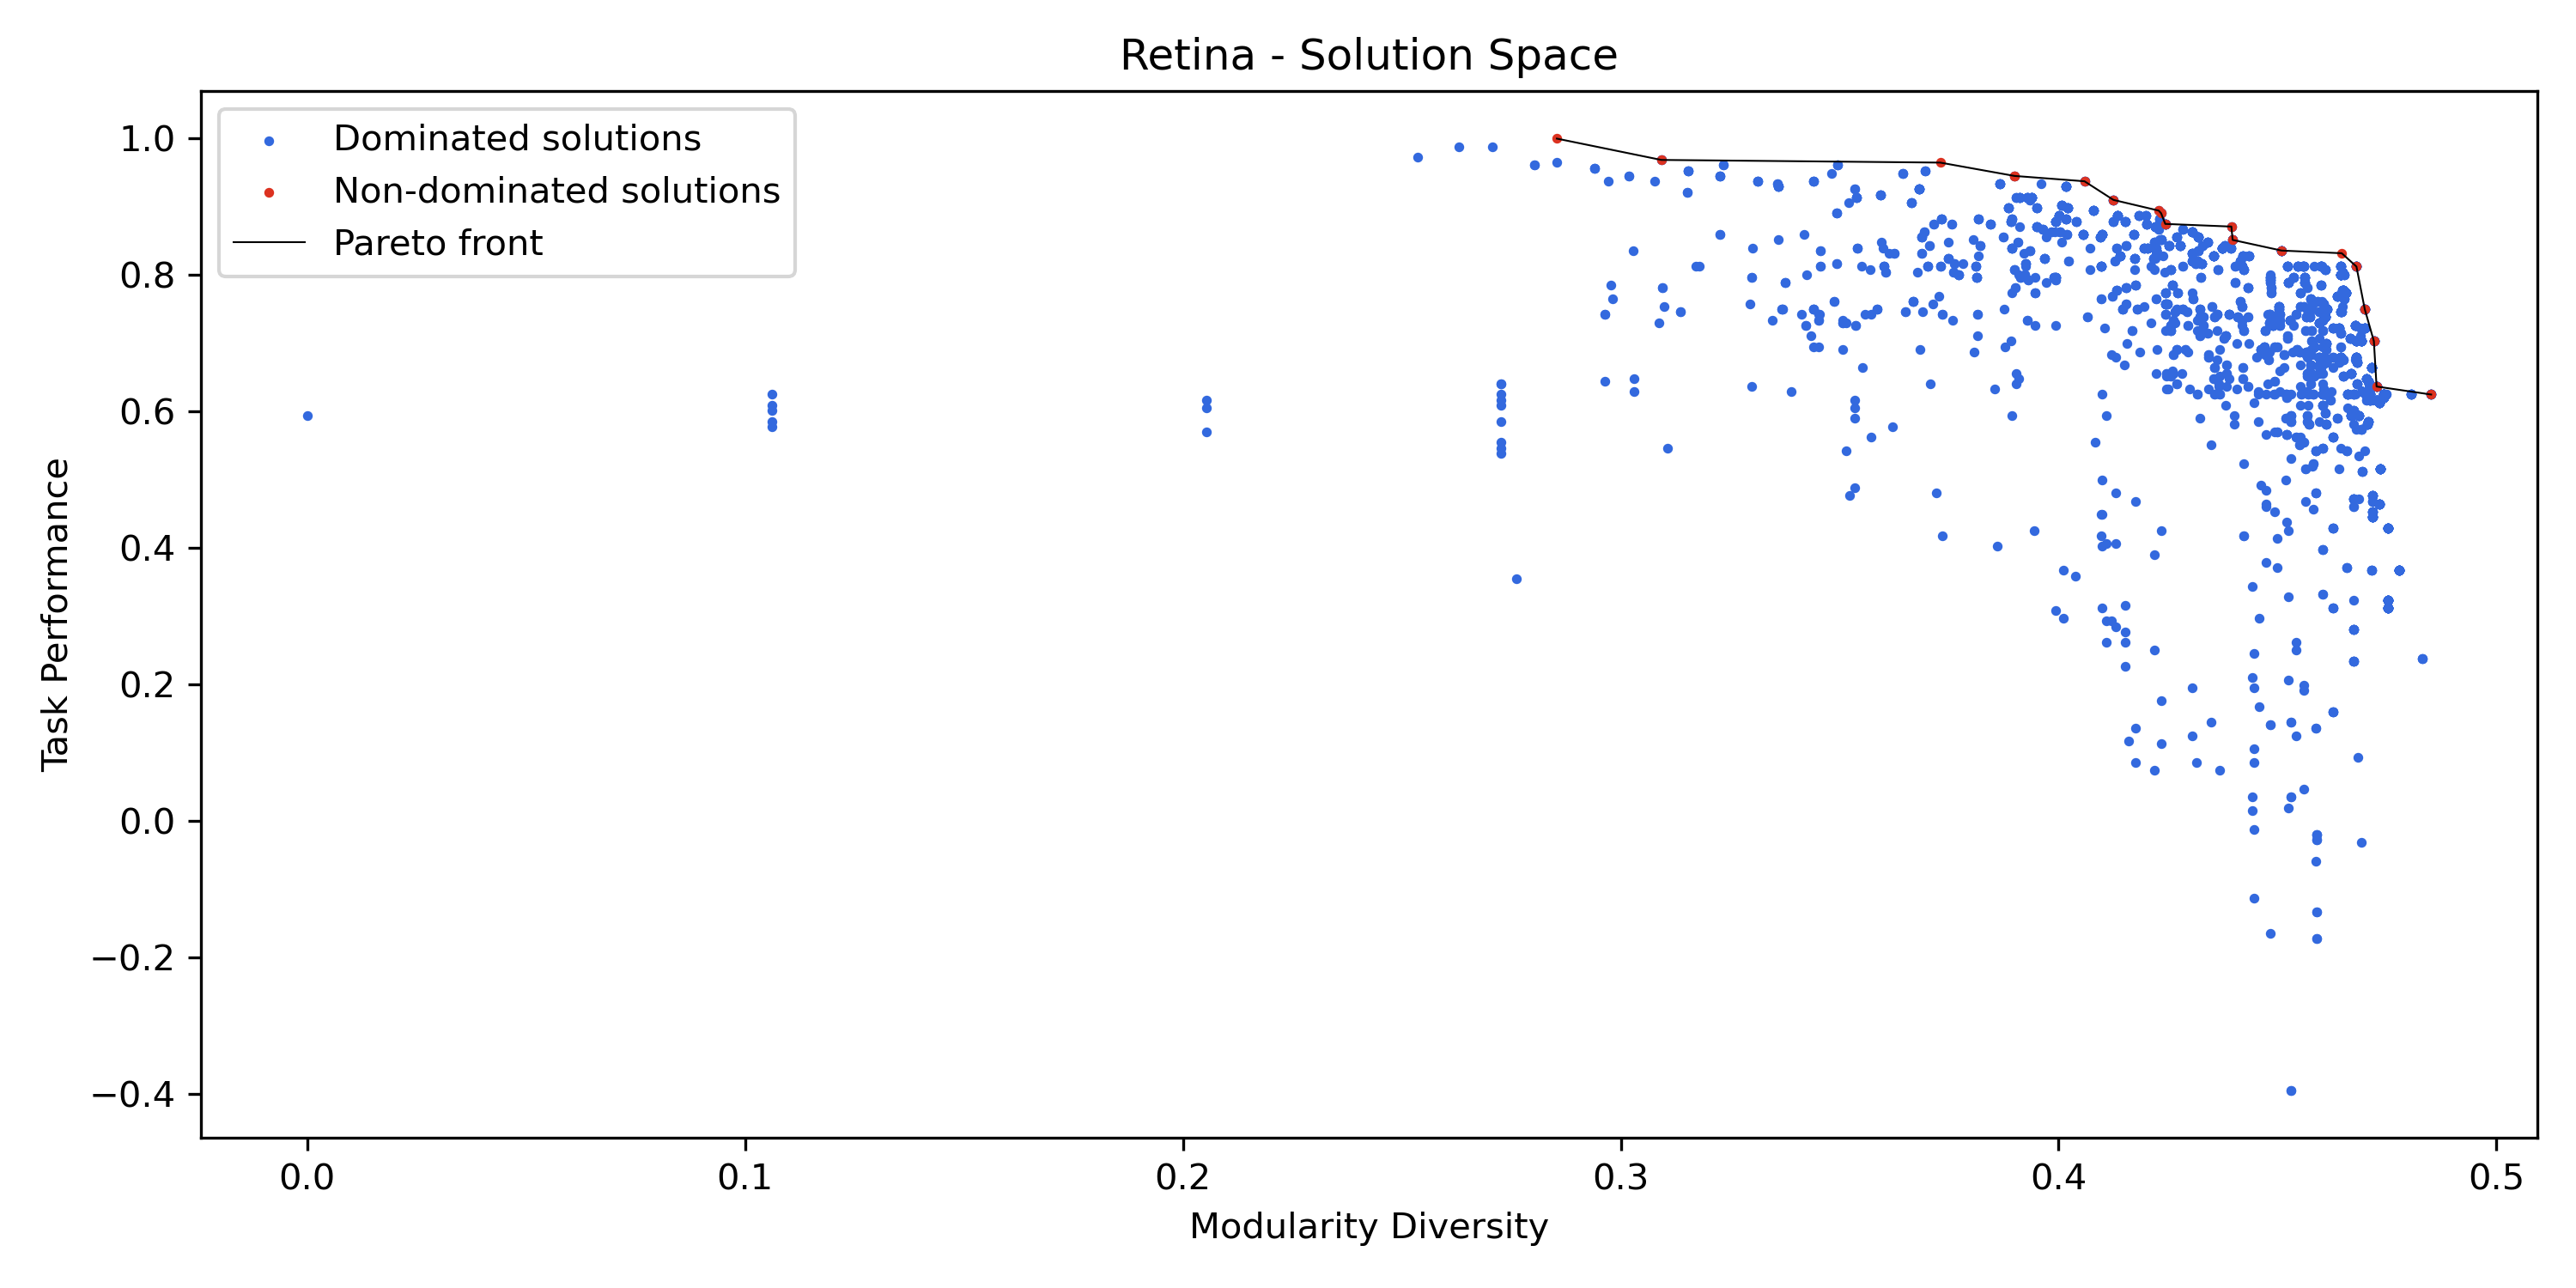 Retina - Solution Space
Dominated solutions
Non-dominated solutions
Pareto front
1.0
0.8
0.6
0.4
0.2
0.0
−0.2
−0.4
Task Performance
0.0 0.1 0.2 0.3 0.4 0.5
Modularity Diversity